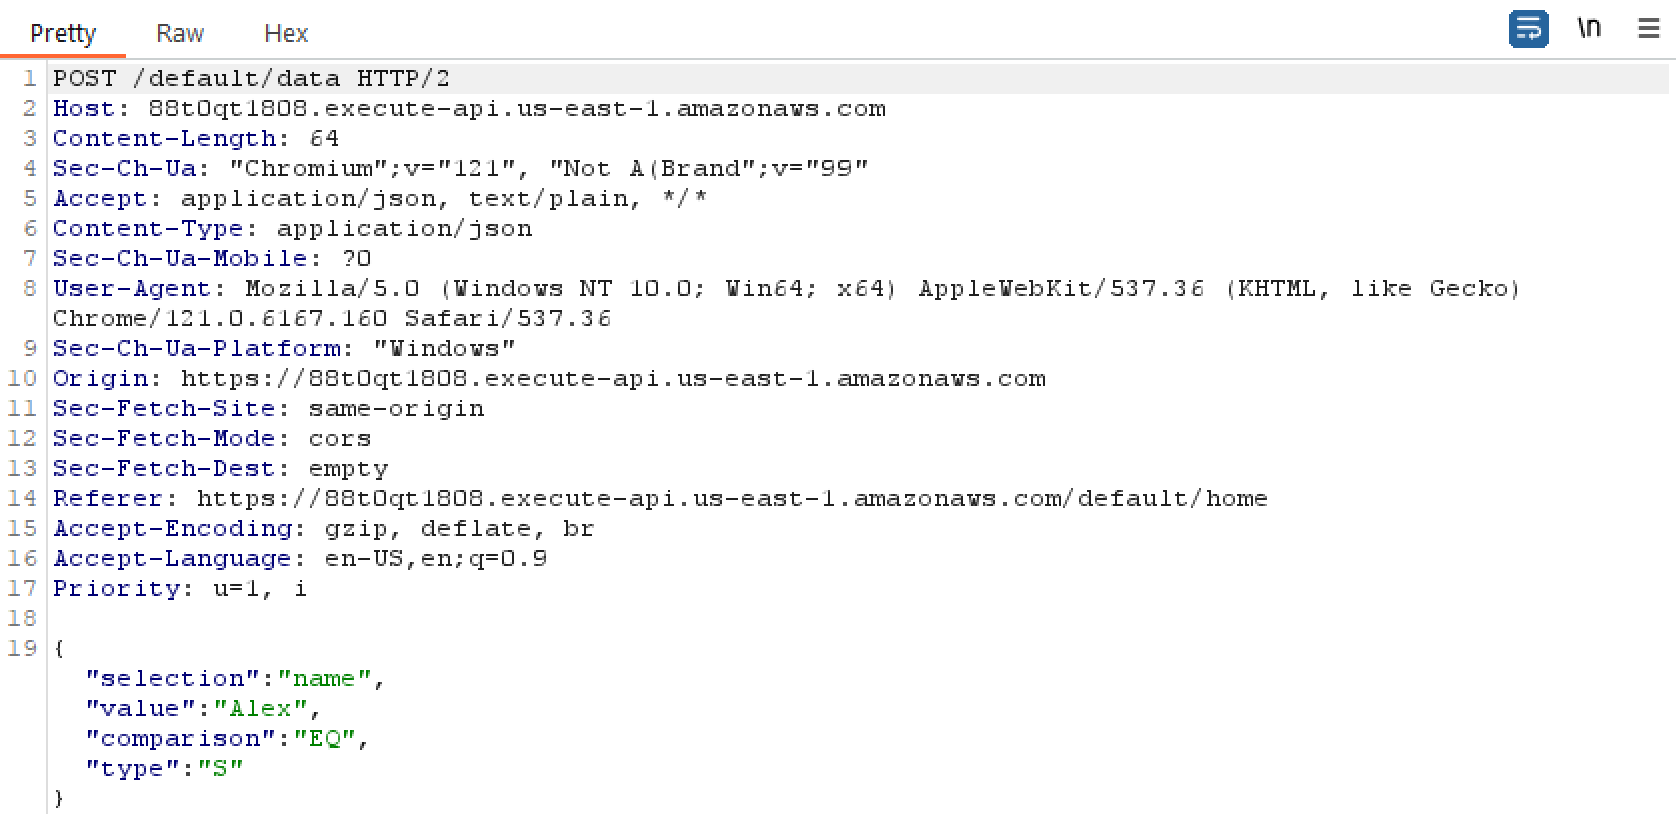 Pretty Raw Hex \n
1 POST /default/data HTTP/2
2 Host: 88t0qt1808.execute-api.us-east-1.amazonaws.com
3 Content-Length: 64
4 Sec-Ch-Ua: "Chromium";v="121", "Not A(Brand";v="99"
5 Accept: application/json, text/plain, */*
6 Content-Type: application/json
7 Sec-Ch-Ua-Mobile: ?0
8 User-Agent: Mozilla/5.0 (Windows NT 10.0; Win64; x64) AppleWebKit/537.36 (KHTML, like Gecko)
Chrome/121.0.6167.160 Safari/537.36
9 Sec-Ch-Ua-Platform: "Windows"
10 Origin: https://88t0qt1808.execute-api.us-east-1.amazonaws.com
11 Sec-Fetch-Site: same-origin
12 Sec-Fetch-Mode: cors
13 Sec-Fetch-Dest: empty
14 Referer: https://88t0qt1808.execute-api.us-east-1.amazonaws.com/default/home
15 Accept-Encoding: gzip, deflate, br
16 Accept-Language: en-US,en;q=0.9
17 Priority: u=1, i
18
19 {
"selection":"name",
"value":"Alex",
"comparison":"EQ",
"type":"S"
}